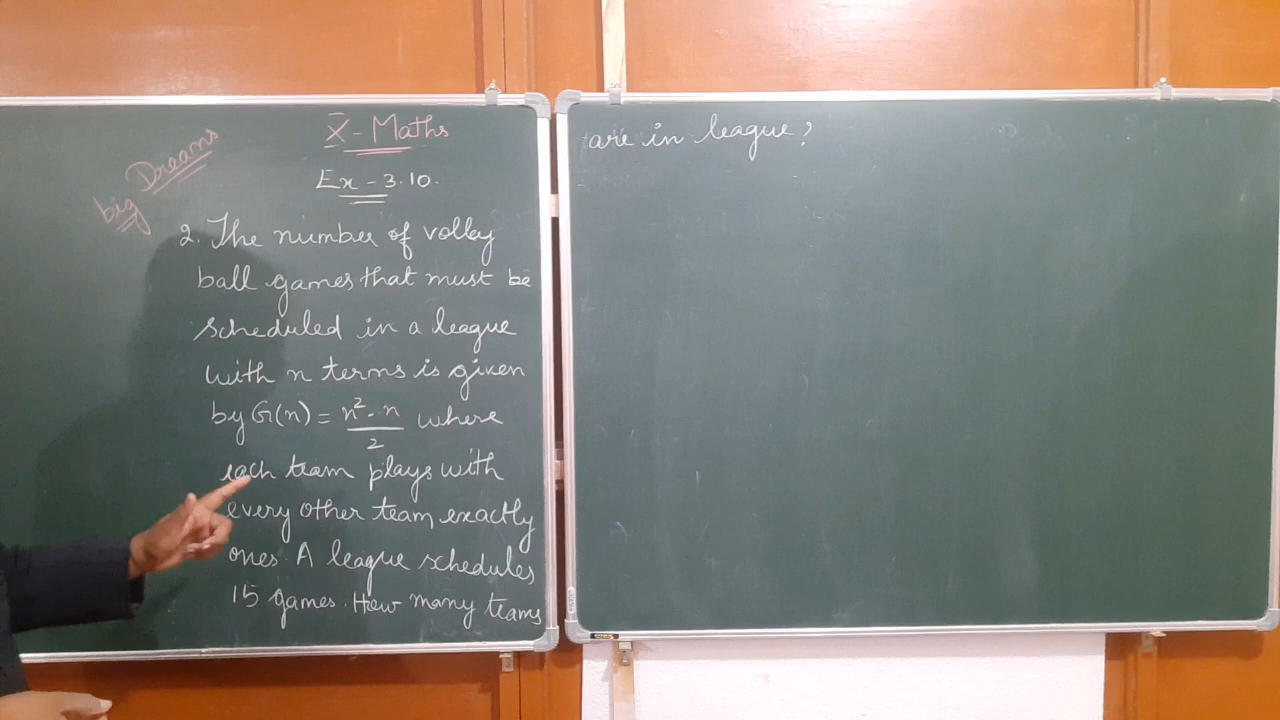 X - Maths
big Dreams
Ex - 3.10.
2. The number of volley
ball games that must be
scheduled in a league
with n terms is given
by G(n) = n² - n / 2 where
each team plays with
every other team exactly
ones. A league schedules
15 games. How many teams
are in league?